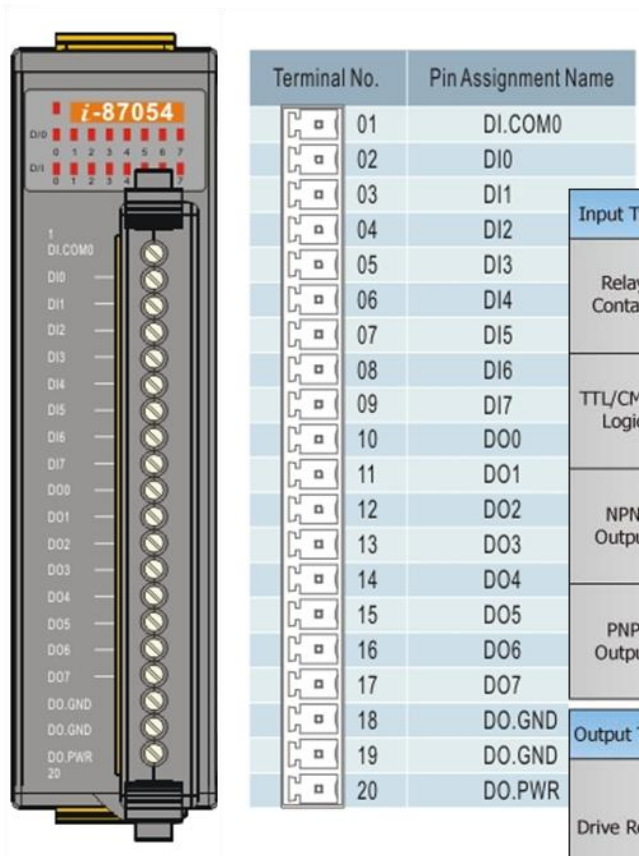 i-87054
D/O
0 1 2 3 4 5 6 7
D/I
0 1 2 3 4 7
1
DI.COM0
DI0
DI1
DI2
DI3
DI4
DI5
DI6
DI7
DO0
DO1
DO2
DO3
DO4
DO5
DO6
DO7
DO.GND
DO.GND
DO.PWR
20
Terminal No. Pin Assignment Name
01 DI.COM0
02 DI0
03 DI1
04 DI2
05 DI3
06 DI4
07 DI5
08 DI6
09 DI7
10 DO0
11 DO1
12 DO2
13 DO3
14 DO4
15 DO5
16 DO6
17 DO7
18 DO.GND
19 DO.GND
20 DO.PWR
Input T
Relay
Conta
TTL/CM
Logic
NPN
Outpu
PNP
Outpu
Output
Drive Re